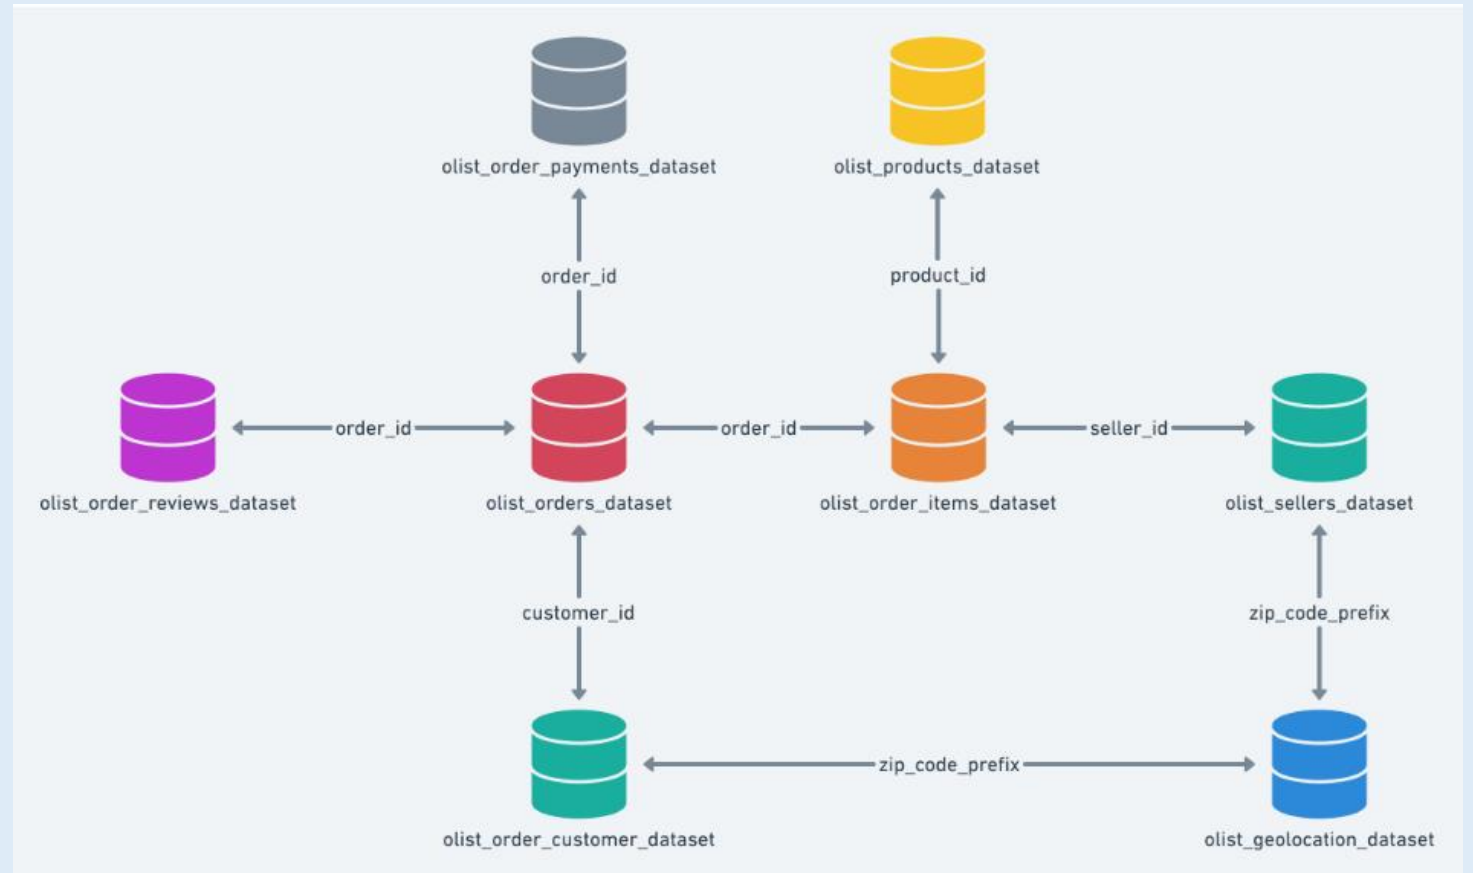 olist_order_payments_dataset
olist_products_dataset
order_id
product_id
order_id
order_id
seller_id
olist_order_reviews_dataset
olist_orders_dataset
olist_order_items_dataset
olist_sellers_dataset
customer_id
zip_code_prefix
zip_code_prefix
olist_order_customer_dataset
olist_geolocation_dataset